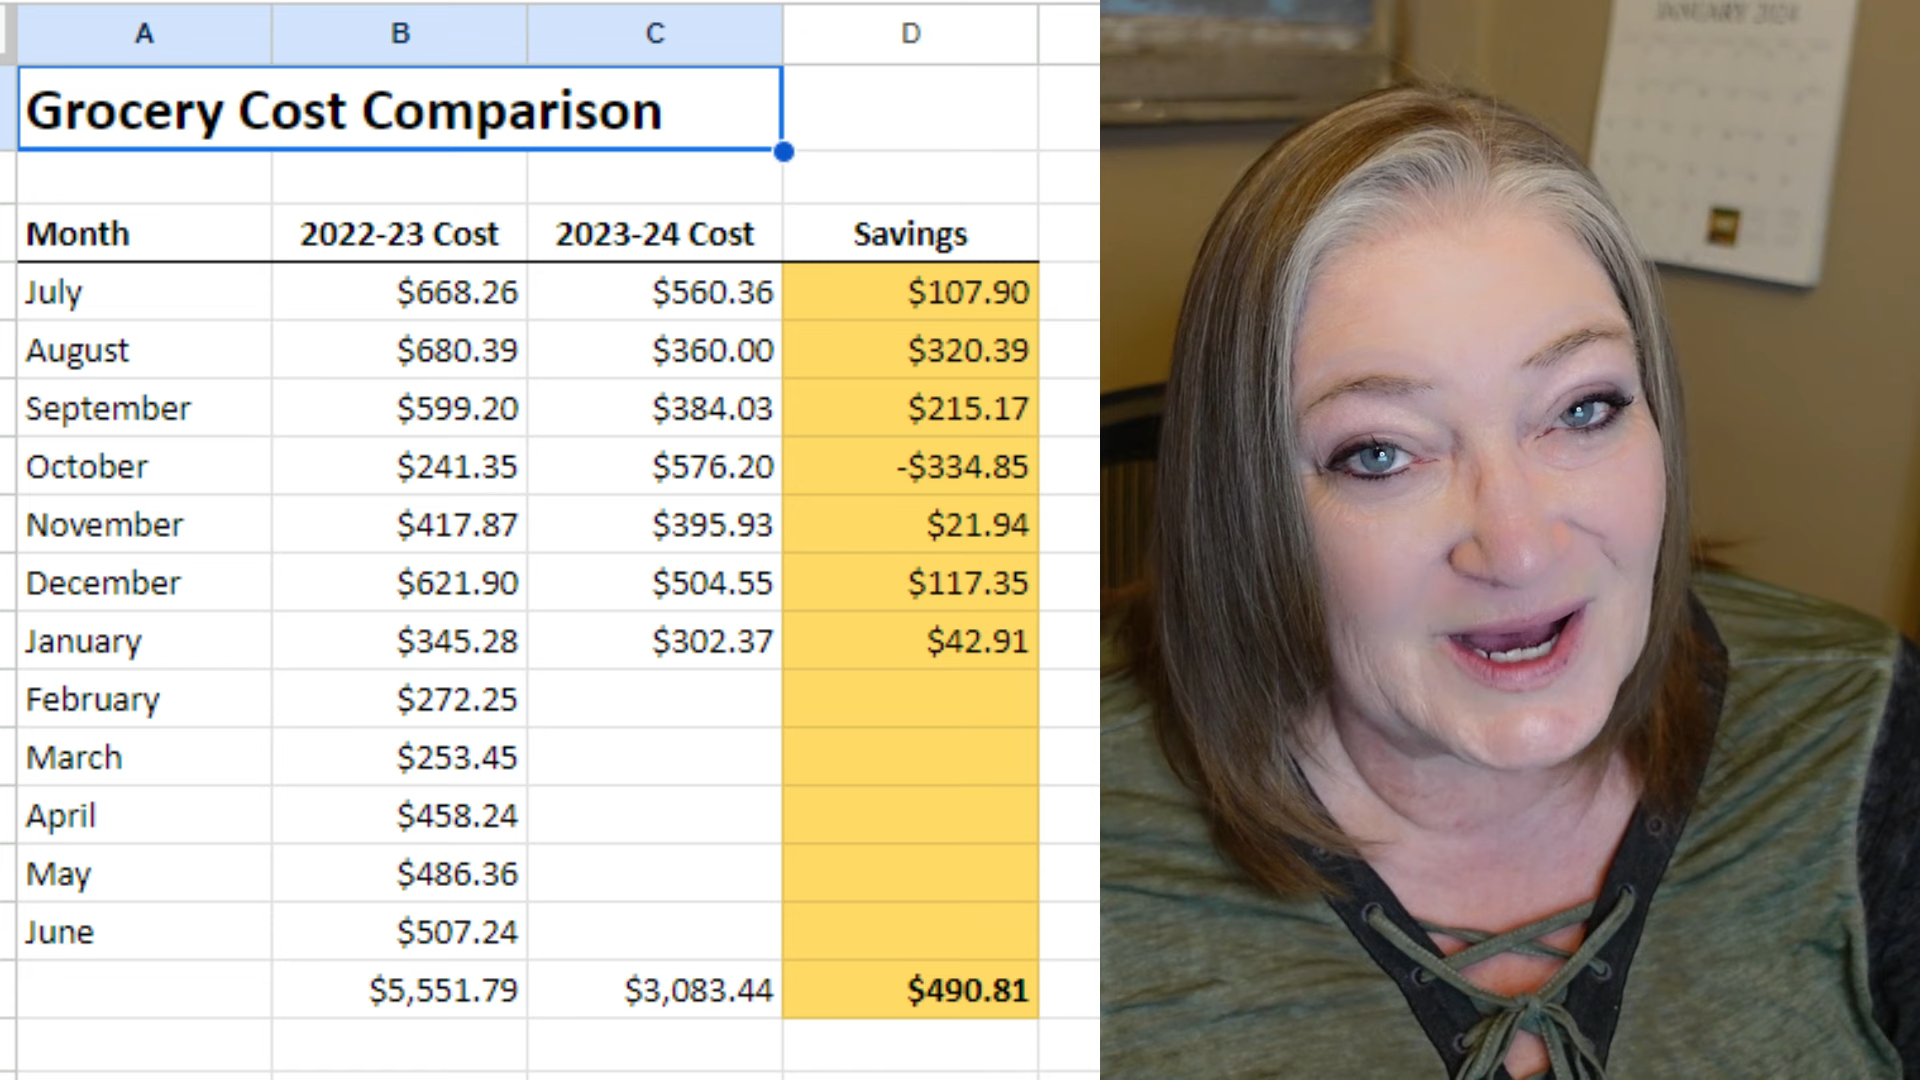 A B C D
Grocery Cost Comparison
Month 2022-23 Cost 2023-24 Cost Savings
July $668.26 $560.36 $107.90
August $680.39 $360.00 $320.39
September $599.20 $384.03 $215.17
October $241.35 $576.20 -$334.85
November $417.87 $395.93 $21.94
December $621.90 $504.55 $117.35
January $345.28 $302.37 $42.91
February $272.25
March $253.45
April $458.24
May $486.36
June $507.24
$5,551.79 $3,083.44 $490.81
JANUARY 2024